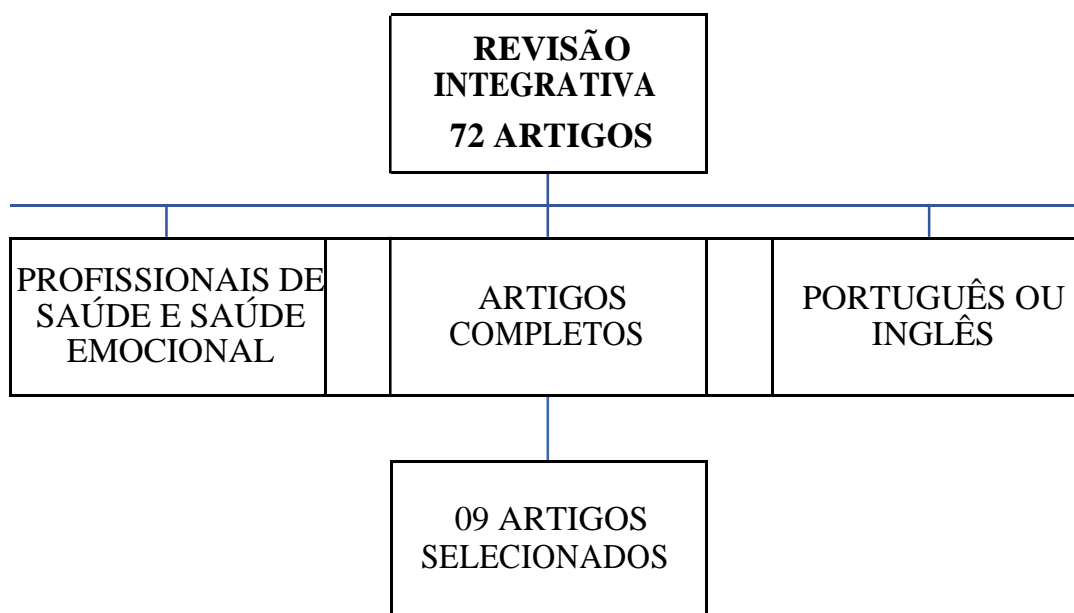 REVISÃO
INTEGRATIVA
72 ARTIGOS
PROFISSIONAIS DE
SAÚDE E SAÚDE
EMOCIONAL
ARTIGOS
COMPLETOS
PORTUGUÊS OU
INGLÊS
09 ARTIGOS
SELECIONADOS